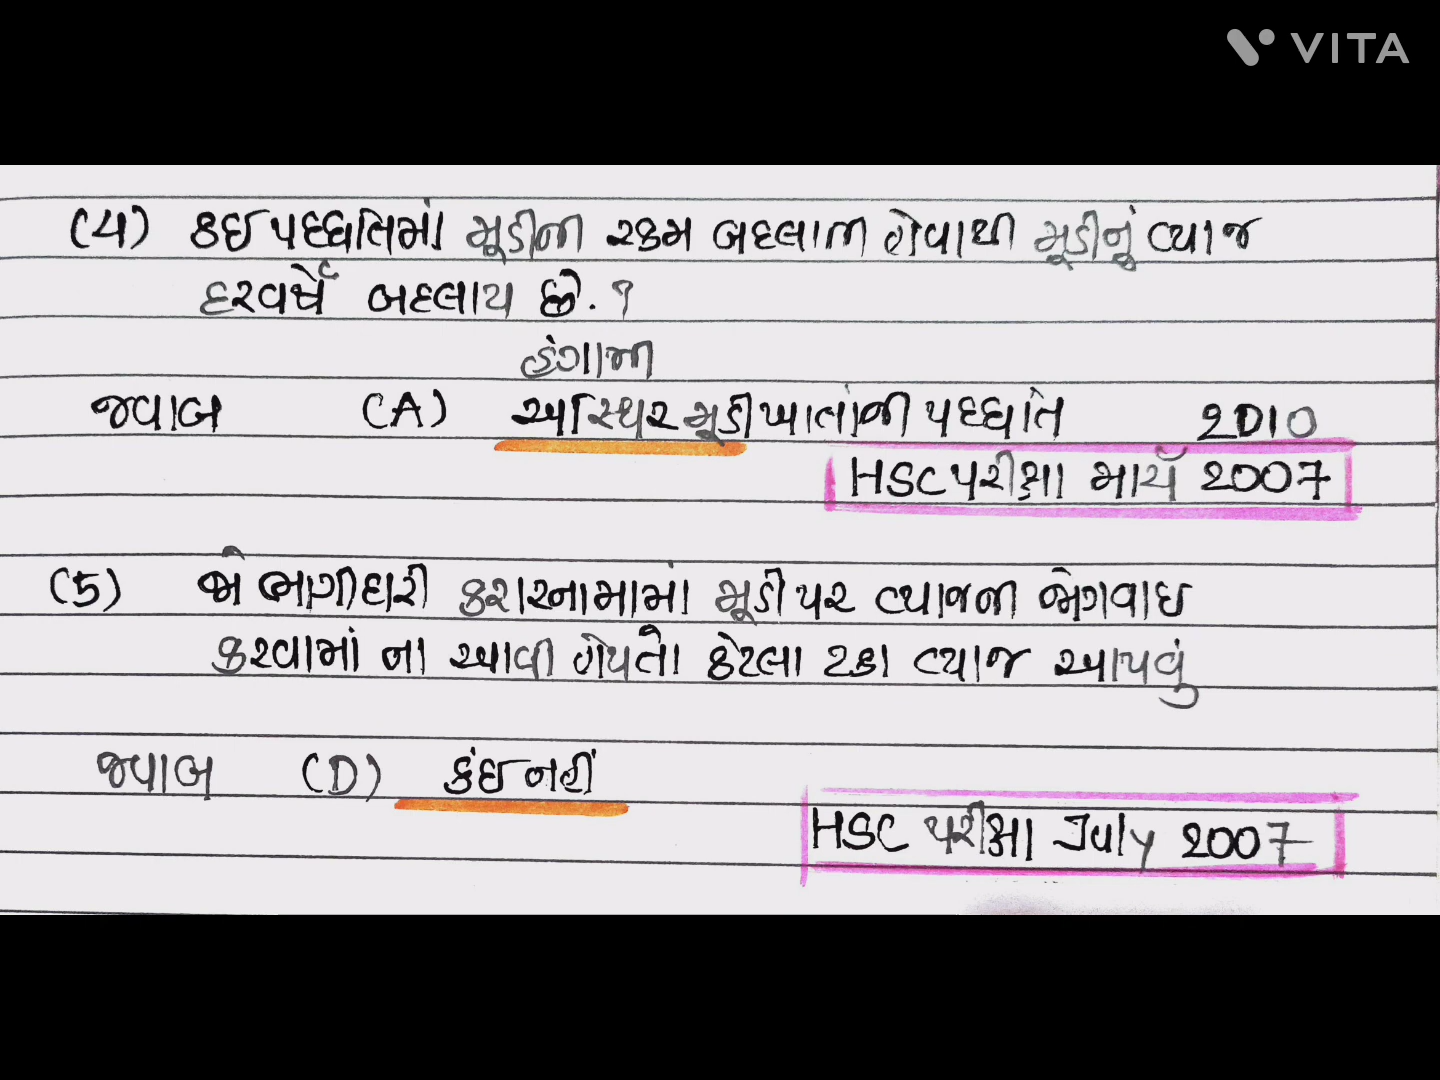 VITA
(4) કઈ પદ્ધતિમાં મૂડીની રકમ બદલાતી હોવાથી મૂડીનું વ્યાજ
દરવર્ષે બદલાય છે. ?
હંગામી
જવાબ (A) અસ્થિર મૂડી ખાતાંની પદ્ધતિ 2010
HSC પરીક્ષા માર્ચ 2007
(5) જો ભાગીદારી કરારનામામાં મૂડી પર વ્યાજની જોગવાઈ
કરવામાં ના આવી હોયતો કેટલા ટકા વ્યાજ આપવું
જવાબ (D) કંઈ નહીં
HSC પરીક્ષા July 2007